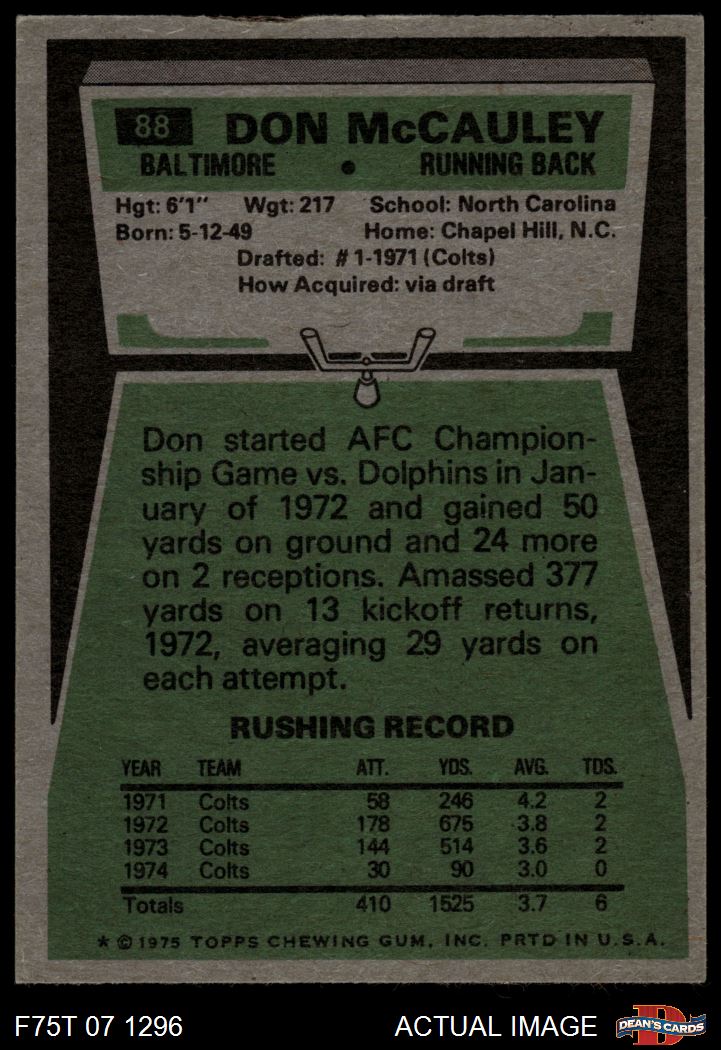 88 DON McCAULEY
BALTIMORE • RUNNING BACK
Hgt: 6'1" Wgt: 217 School: North Carolina
Born: 5-12-49 Home: Chapel Hill, N.C.
Drafted: #1-1971 (Colts)
How Acquired: via draft
Don started AFC Champion-
ship Game vs. Dolphins in Jan-
uary of 1972 and gained 50
yards on ground and 24 more
on 2 receptions. Amassed 377
yards on 13 kickoff returns,
1972, averaging 29 yards on
each attempt.
RUSHING RECORD
YEAR TEAM ATT. YDS. AVG. TDS.
1971 Colts 58 246 4.2 2
1972 Colts 178 675 3.8 2
1973 Colts 144 514 3.6 2
1974 Colts 30 90 3.0 0
Totals 410 1525 3.7 6
* © 1975 TOPPS CHEWING GUM, INC. PRTD IN U.S.A.
F75T 07 1296 ACTUAL IMAGE D DEAN'S CARDS